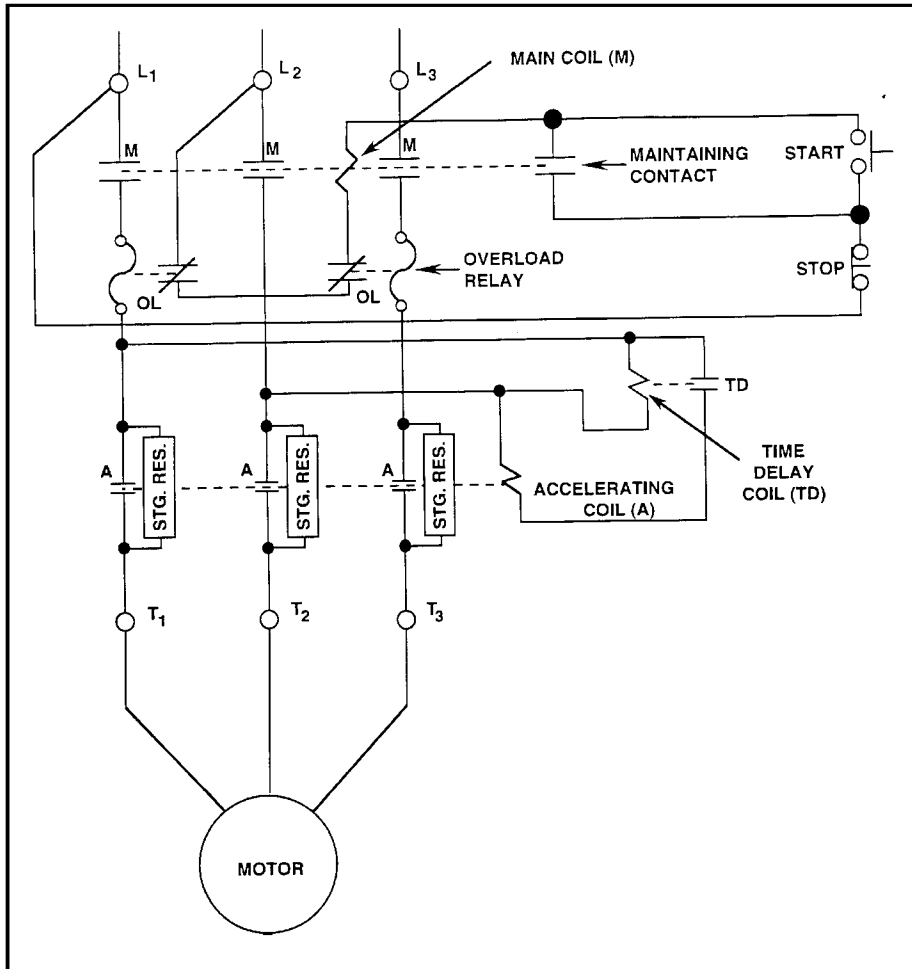 L1
L2
L3
MAIN COIL (M)
M
M
M
MAINTAINING
CONTACT
START
OL
OL
OVERLOAD
RELAY
STOP
TD
TIME
DELAY
COIL (TD)
A
STG. RES.
A
STG. RES.
A
STG. RES.
ACCELERATING
COIL (A)
T1
T2
T3
MOTOR